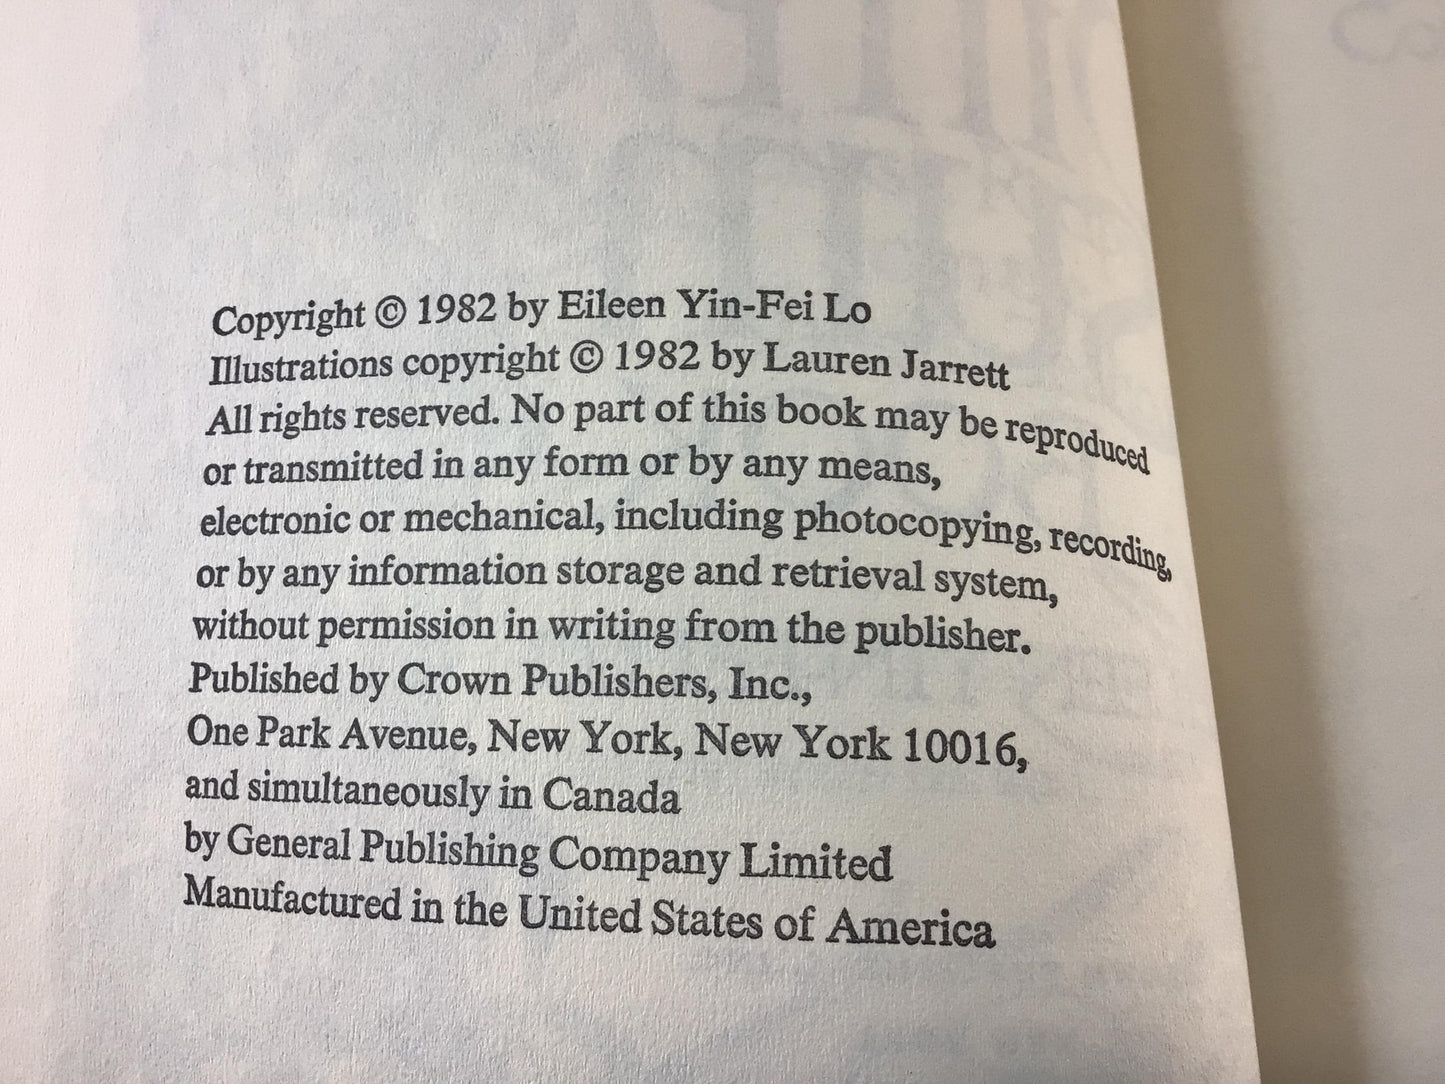 Copyright © 1982 by Eileen Yin-Fei Lo
Illustrations copyright © 1982 by Lauren Jarrett
All rights reserved. No part of this book may be reproduced
or transmitted in any form or by any means,
electronic or mechanical, including photocopying, recording,
or by any information storage and retrieval system,
without permission in writing from the publisher.
Published by Crown Publishers, Inc.,
One Park Avenue, New York, New York 10016,
and simultaneously in Canada
by General Publishing Company Limited
Manufactured in the United States of America